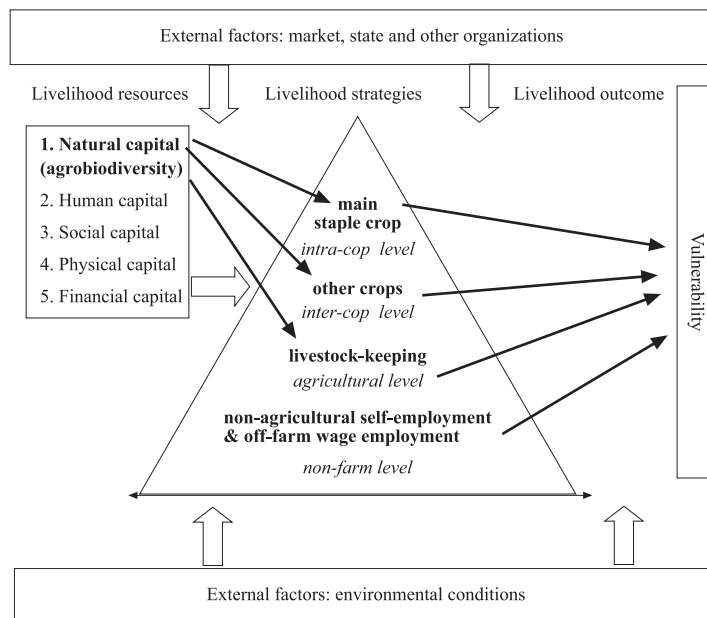 External factors: market, state and other organizations
Livelihood resources
Livelihood strategies
Livelihood outcome
1. Natural capital
(agrobiodiversity)
2. Human capital
3. Social capital
4. Physical capital
5. Financial capital
main
staple crop
intra-cop level
other crops
inter-cop level
livestock-keeping
agricultural level
non-agricultural self-employment
& off-farm wage employment
non-farm level
Vulnerability
External factors: environmental conditions